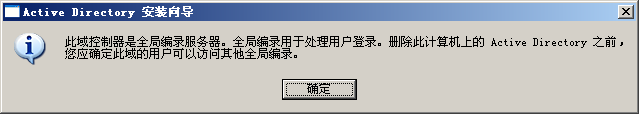 Active Directory 安装向导
此域控制器是全局编录服务器。全局编录用于处理用户登录。删除此计算机上的 Active Directory 之前，
您应确定此域的用户可以访问其他全局编录。
确定